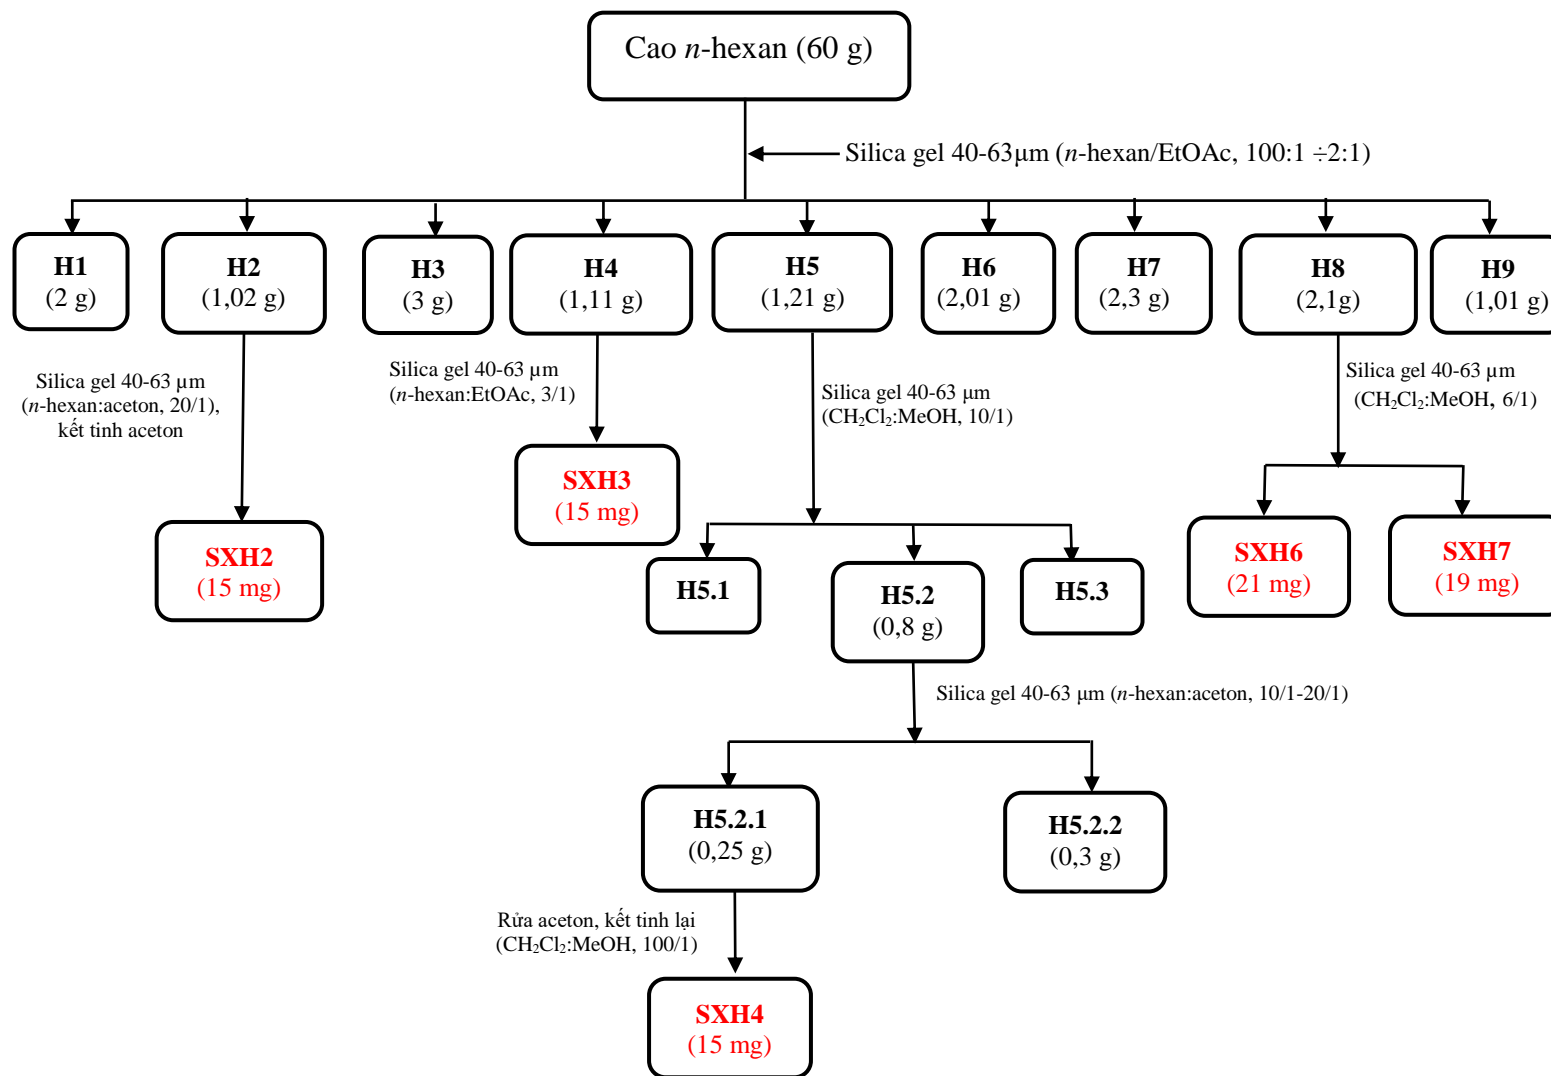 Cao n-hexan (60 g)
Silica gel 40-63µm (n-hexan/EtOAc, 100:1 ÷2:1)
H1
(2 g)
H2
(1,02 g)
H3
(3 g)
H4
(1,11 g)
H5
(1,21 g)
H6
(2,01 g)
H7
(2,3 g)
H8
(2,1g)
H9
(1,01 g)
Silica gel 40-63 µm
(n-hexan:aceton, 20/1),
kết tinh aceton
Silica gel 40-63 µm
(n-hexan:EtOAc, 3/1)
Silica gel 40-63 µm
(CH₂Cl₂:MeOH, 10/1)
Silica gel 40-63 µm
(CH₂Cl₂:MeOH, 6/1)
SXH2
(15 mg)
SXH3
(15 mg)
H5.1
H5.2
(0,8 g)
H5.3
SXH6
(21 mg)
SXH7
(19 mg)
Silica gel 40-63 µm (n-hexan:aceton, 10/1-20/1)
H5.2.1
(0,25 g)
H5.2.2
(0,3 g)
Rửa aceton, kết tinh lại
(CH₂Cl₂:MeOH, 100/1)
SXH4
(15 mg)